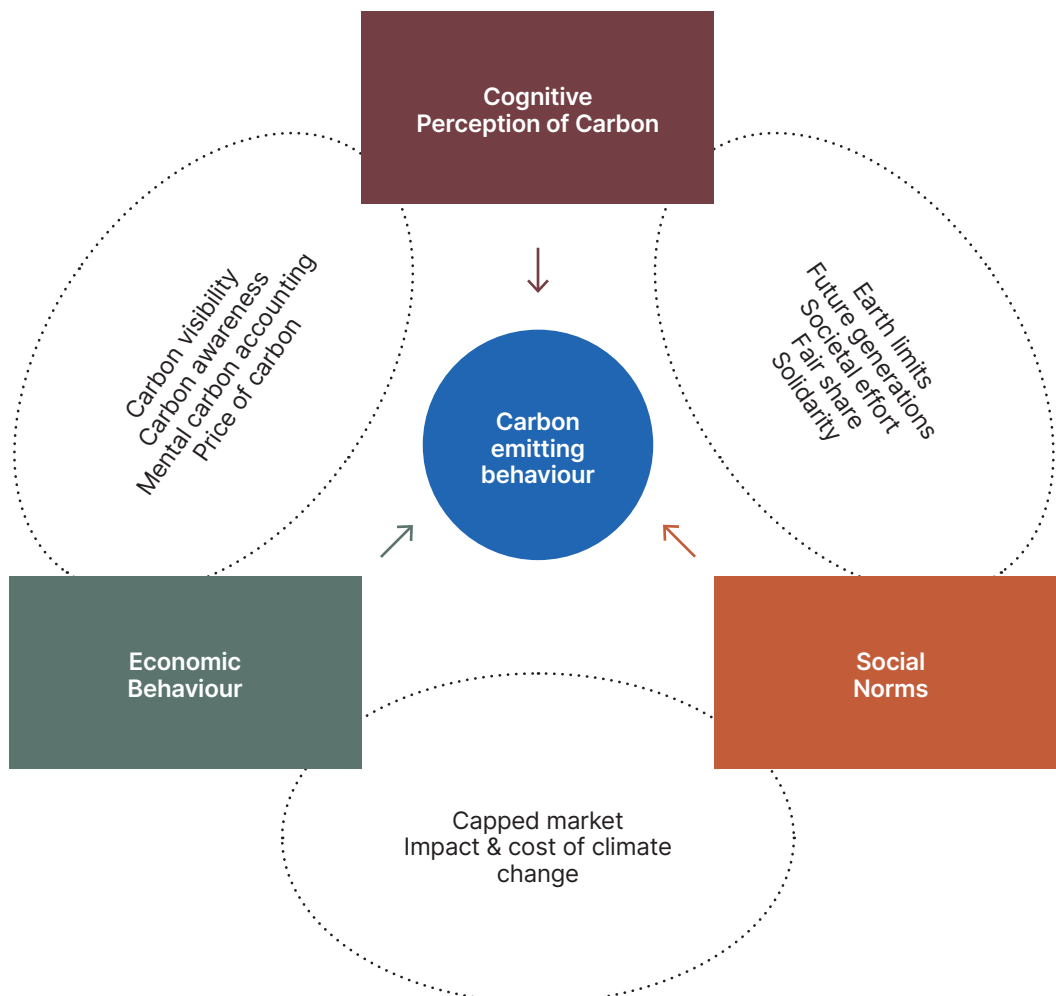 Cognitive
Perception of Carbon
Carbon visibility
Carbon awareness
Mental carbon accounting
Price of carbon
Earth limits
Future generations
Societal effort
Fair share
Solidarity
Carbon
emitting
behaviour
Economic
Behaviour
Social
Norms
Capped market
Impact & cost of climate
change